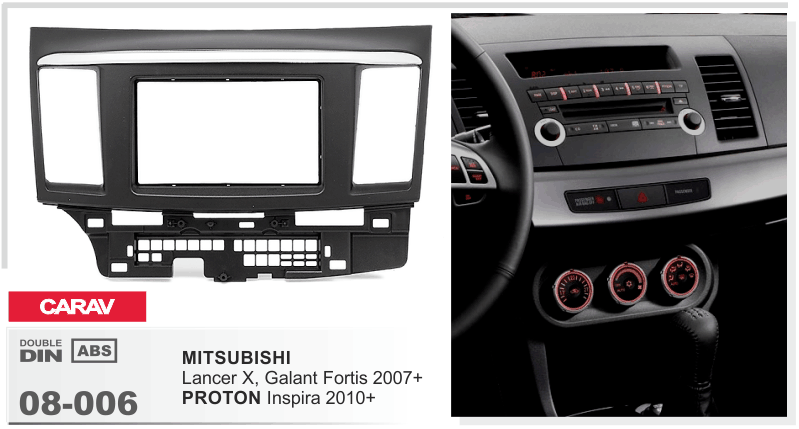 CARAV
DOUBLE
DIN
ABS
08-006
MITSUBISHI
Lancer X, Galant Fortis 2007+
PROTON Inspira 2010+